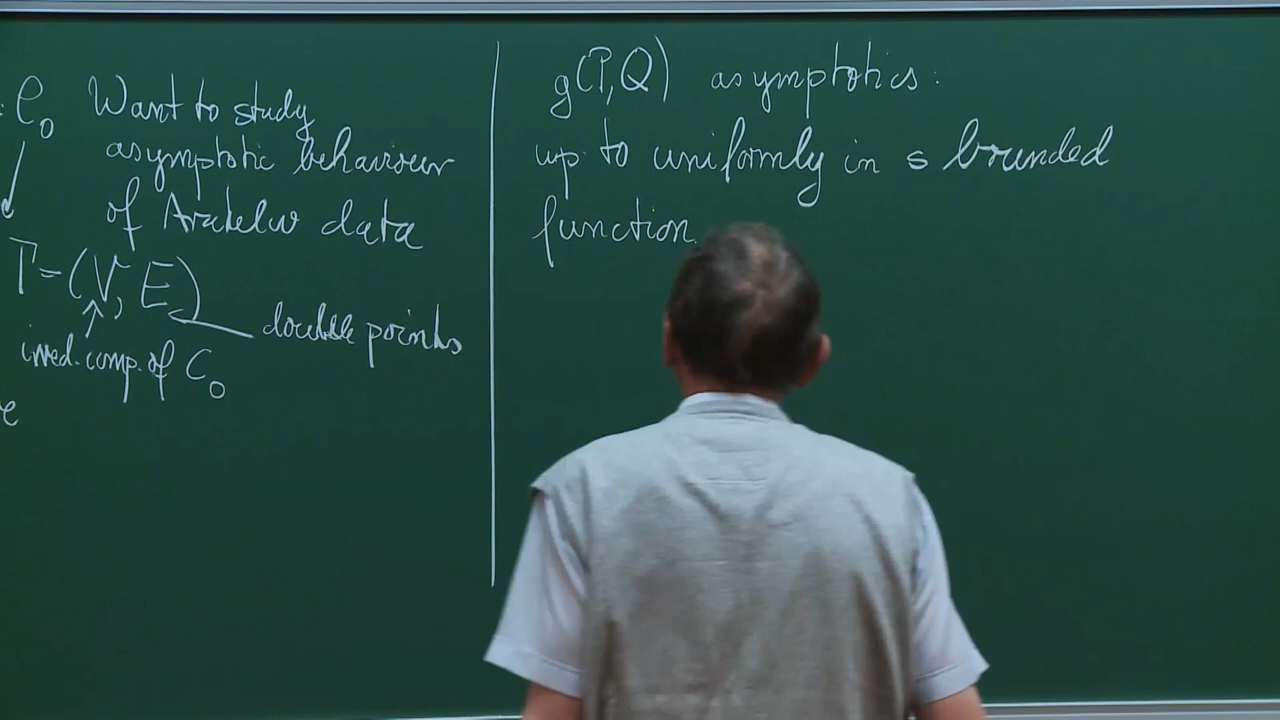 : C₀ Want to study
asymptotic behaviour
of Arakelov data
Γ = (V, E)
double points
irred. comp. of C₀
g(P,Q) asymptotics:
up to uniformly in s bounded
function.